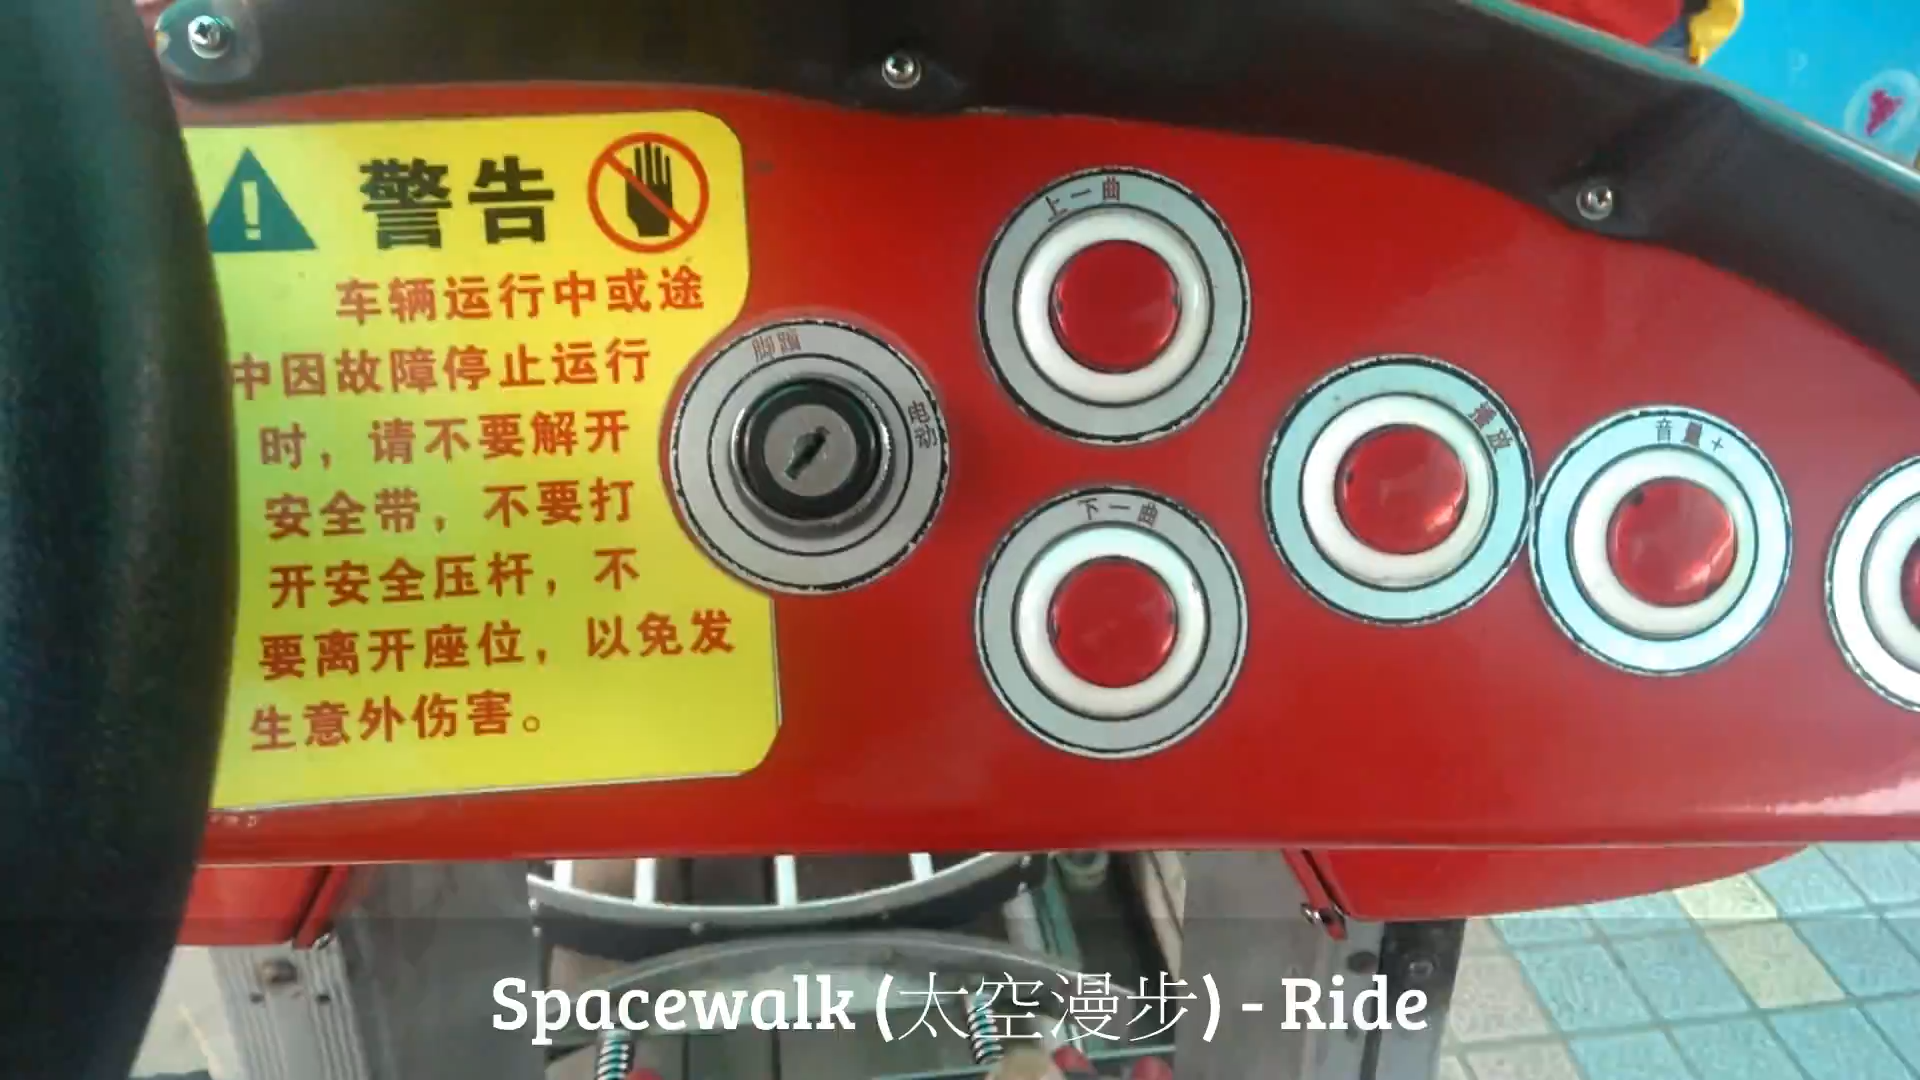 警告
车辆运行中或途
中因故障停止运行
时，请不要解开
安全带，不要打
开安全压杆，不
要离开座位，以免发
生意外伤害。
脚蹬
电动
上一曲
下一曲
播放
音量+
Spacewalk (太空漫步) - Ride